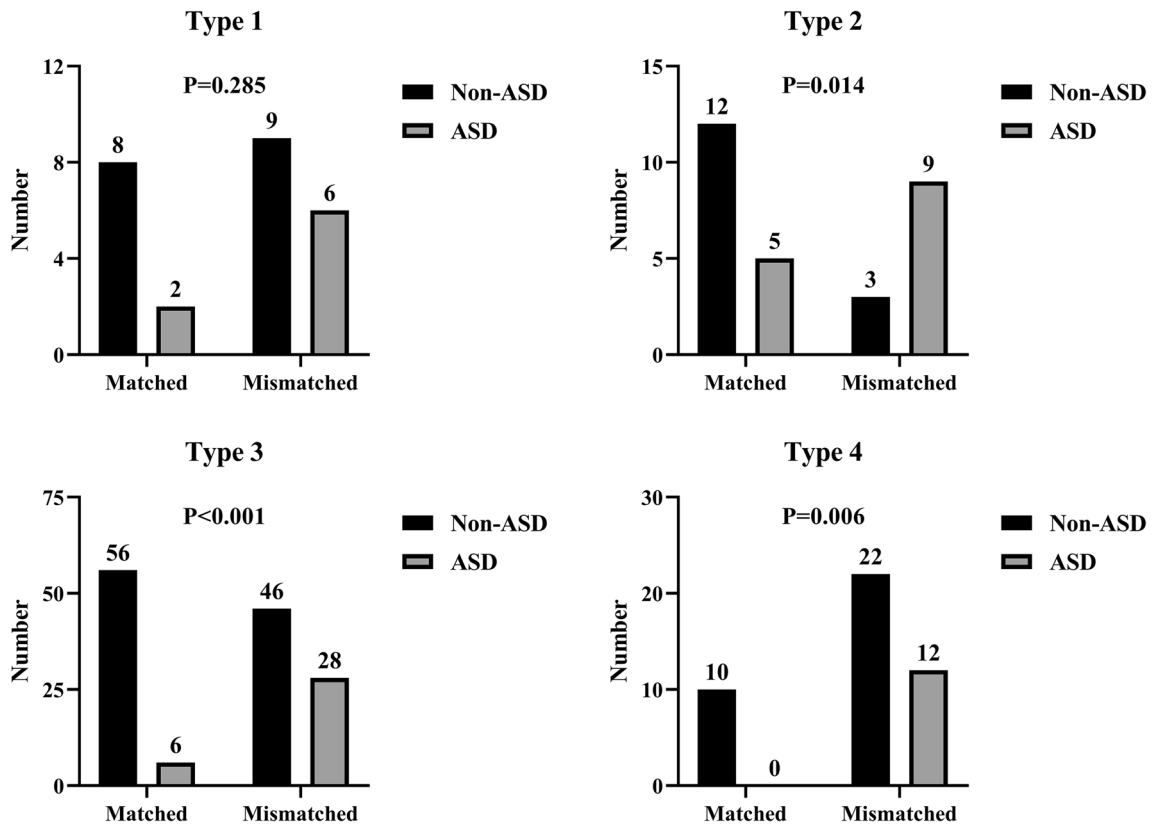 Type 1
P=0.285
Non-ASD
ASD
Number
12
8
4
0
8
2
9
6
Matched
Mismatched
Type 2
P=0.014
Non-ASD
ASD
Number
15
10
5
0
12
5
3
9
Matched
Mismatched
Type 3
P<0.001
Non-ASD
ASD
Number
75
50
25
0
56
6
46
28
Matched
Mismatched
Type 4
P=0.006
Non-ASD
ASD
Number
30
20
10
0
10
0
22
12
Matched
Mismatched